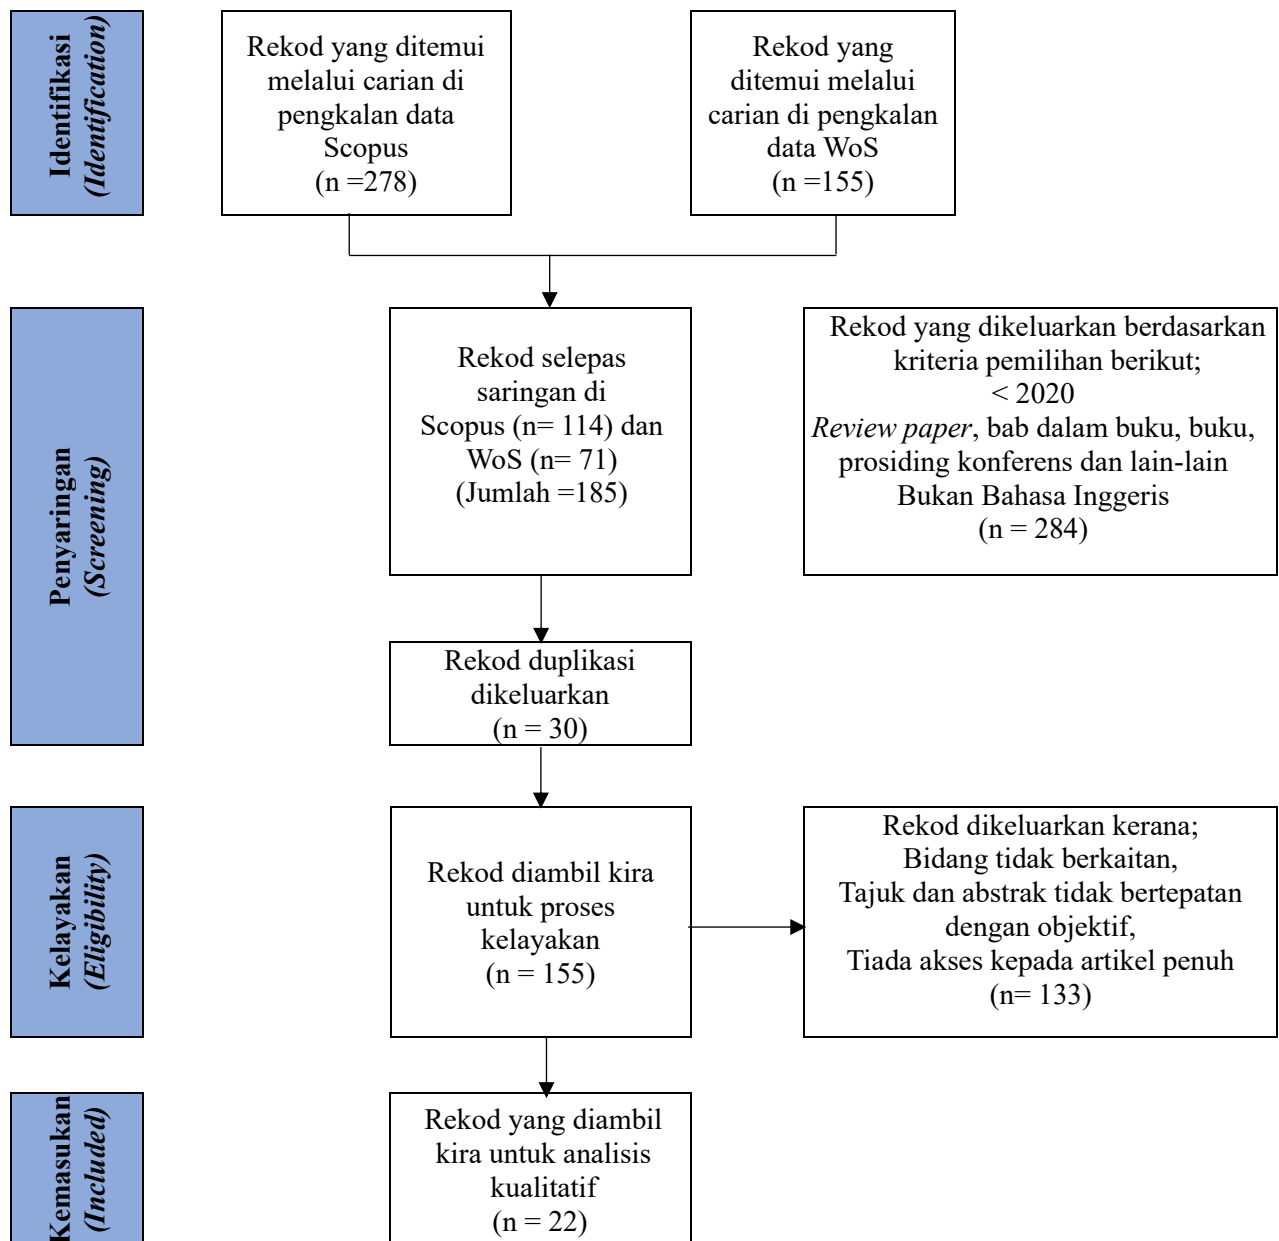 Identifikasi
(Identification)
Rekod yang ditemui
melalui carian di
pengkalan data
Scopus
(n =278)
Rekod yang
ditemui melalui
carian di pengkalan
data WoS
(n =155)
Penyaringan
(Screening)
Rekod selepas
saringan di
Scopus (n= 114) dan
WoS (n= 71)
(Jumlah =185)
Rekod yang dikeluarkan berdasarkan
kriteria pemilihan berikut;
< 2020
Review paper, bab dalam buku, buku,
prosiding konferens dan lain-lain
Bukan Bahasa Inggeris
(n = 284)
Rekod duplikasi
dikeluarkan
(n = 30)
Kelayakan
(Eligibility)
Rekod diambil kira
untuk proses
kelayakan
(n = 155)
Rekod dikeluarkan kerana;
Bidang tidak berkaitan,
Tajuk dan abstrak tidak bertepatan
dengan objektif,
Tiada akses kepada artikel penuh
(n= 133)
Kemasukan
(Included)
Rekod yang diambil
kira untuk analisis
kualitatif
(n = 22)